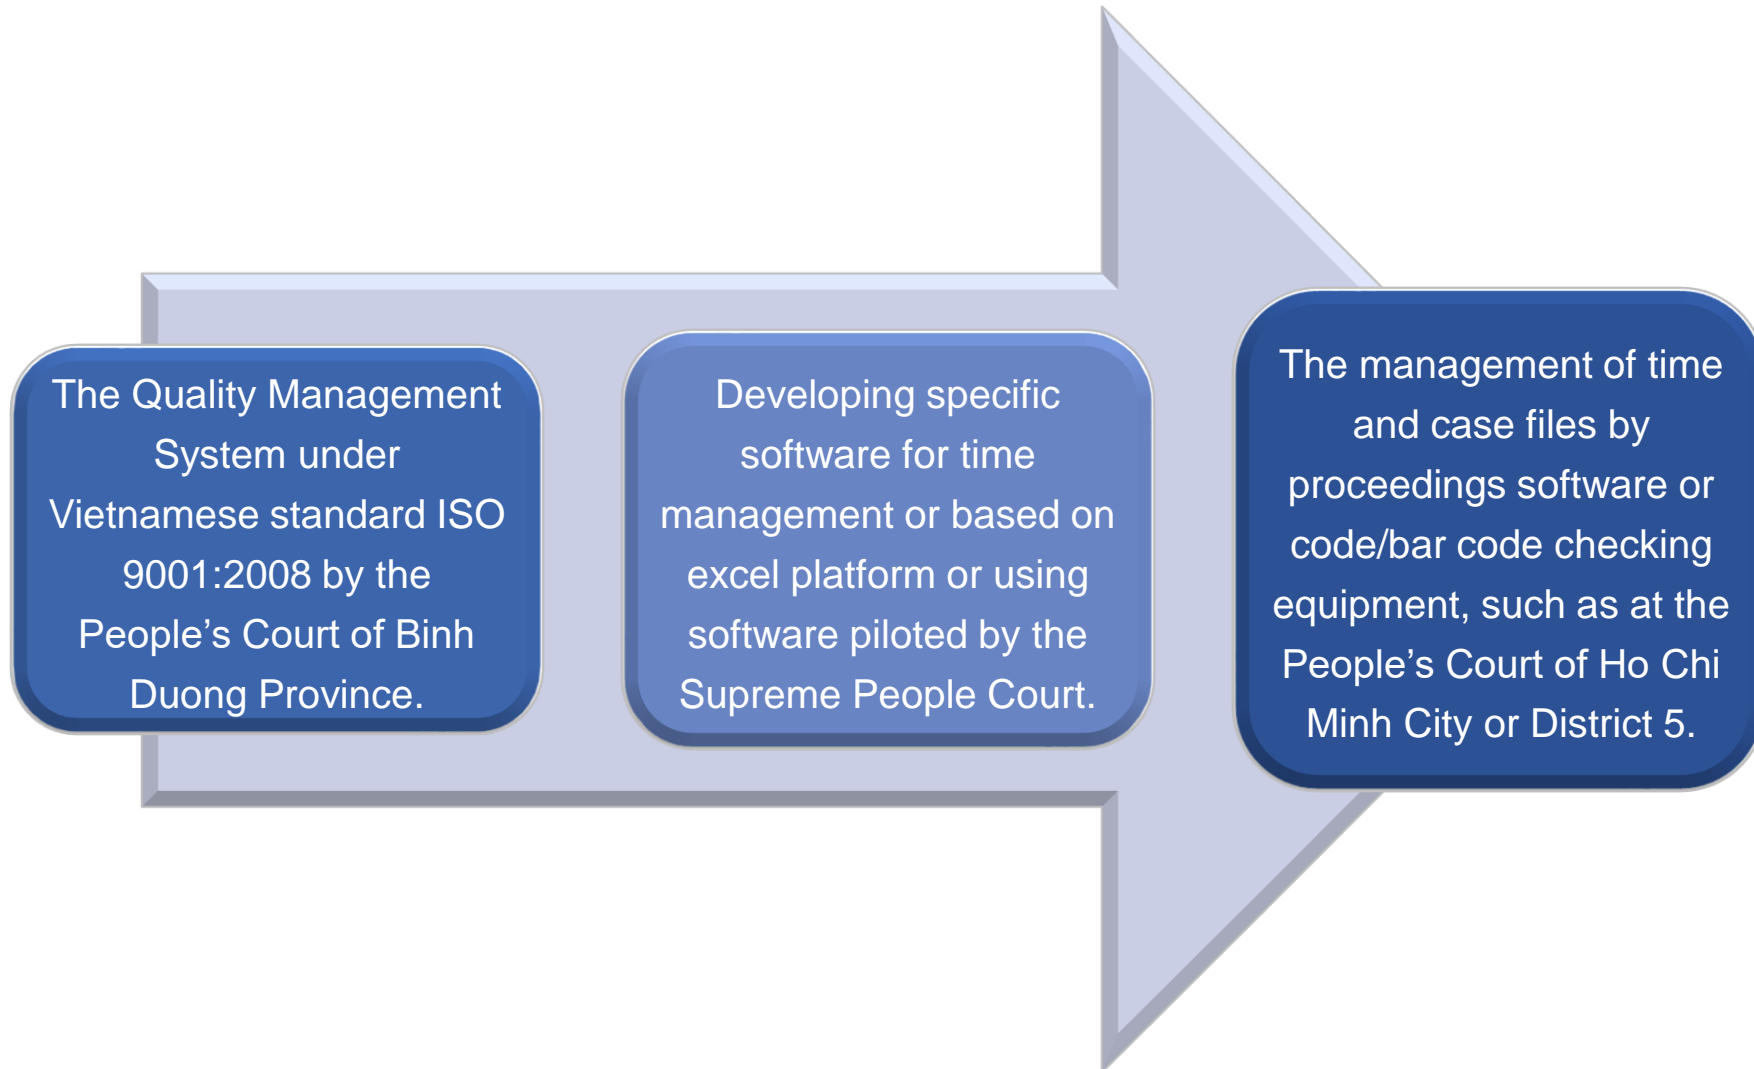 The Quality Management
System under
Vietnamese standard ISO
9001:2008 by the
People’s Court of Binh
Duong Province.
Developing specific
software for time
management or based on
excel platform or using
software piloted by the
Supreme People Court.
The management of time
and case files by
proceedings software or
code/bar code checking
equipment, such as at the
People’s Court of Ho Chi
Minh City or District 5.